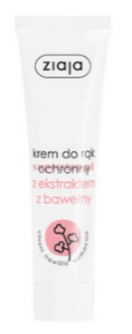 ziaja
krem do rąk
ochronny
z ekstraktem
z bawełny